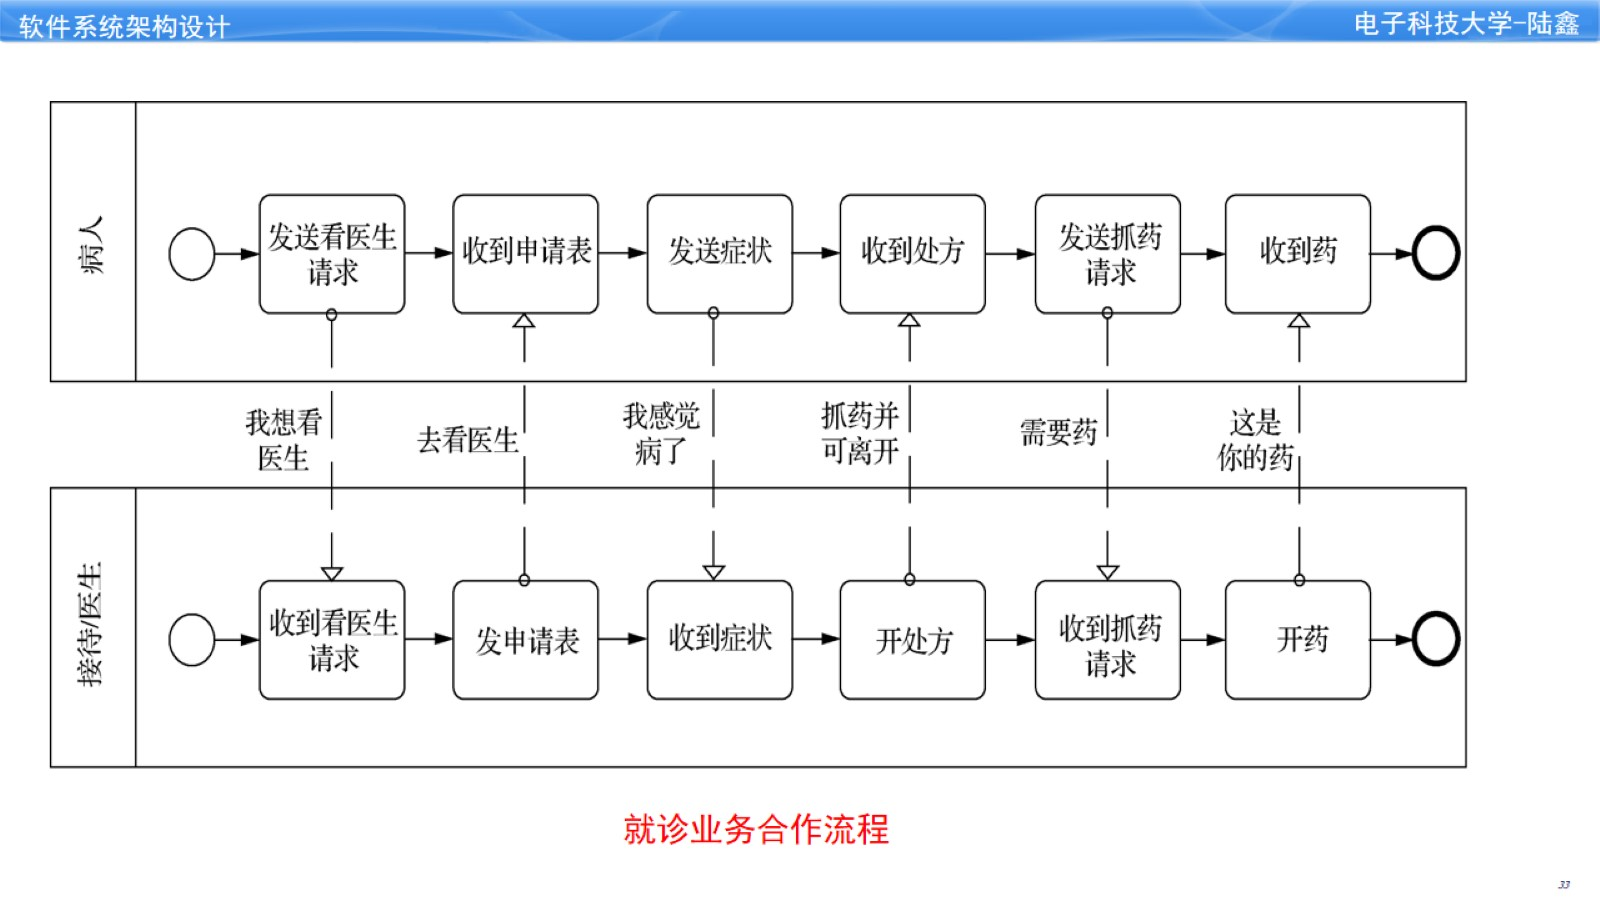 软件系统架构设计
电子科技大学-陆鑫
病人
发送看医生
请求
收到申请表
发送症状
收到处方
发送抓药
请求
收到药
我想看
医生
去看医生
我感觉
病了
抓药并
可离开
需要药
这是
你的药
接待/医生
收到看医生
请求
发申请表
收到症状
开处方
收到抓药
请求
开药
就诊业务合作流程
33